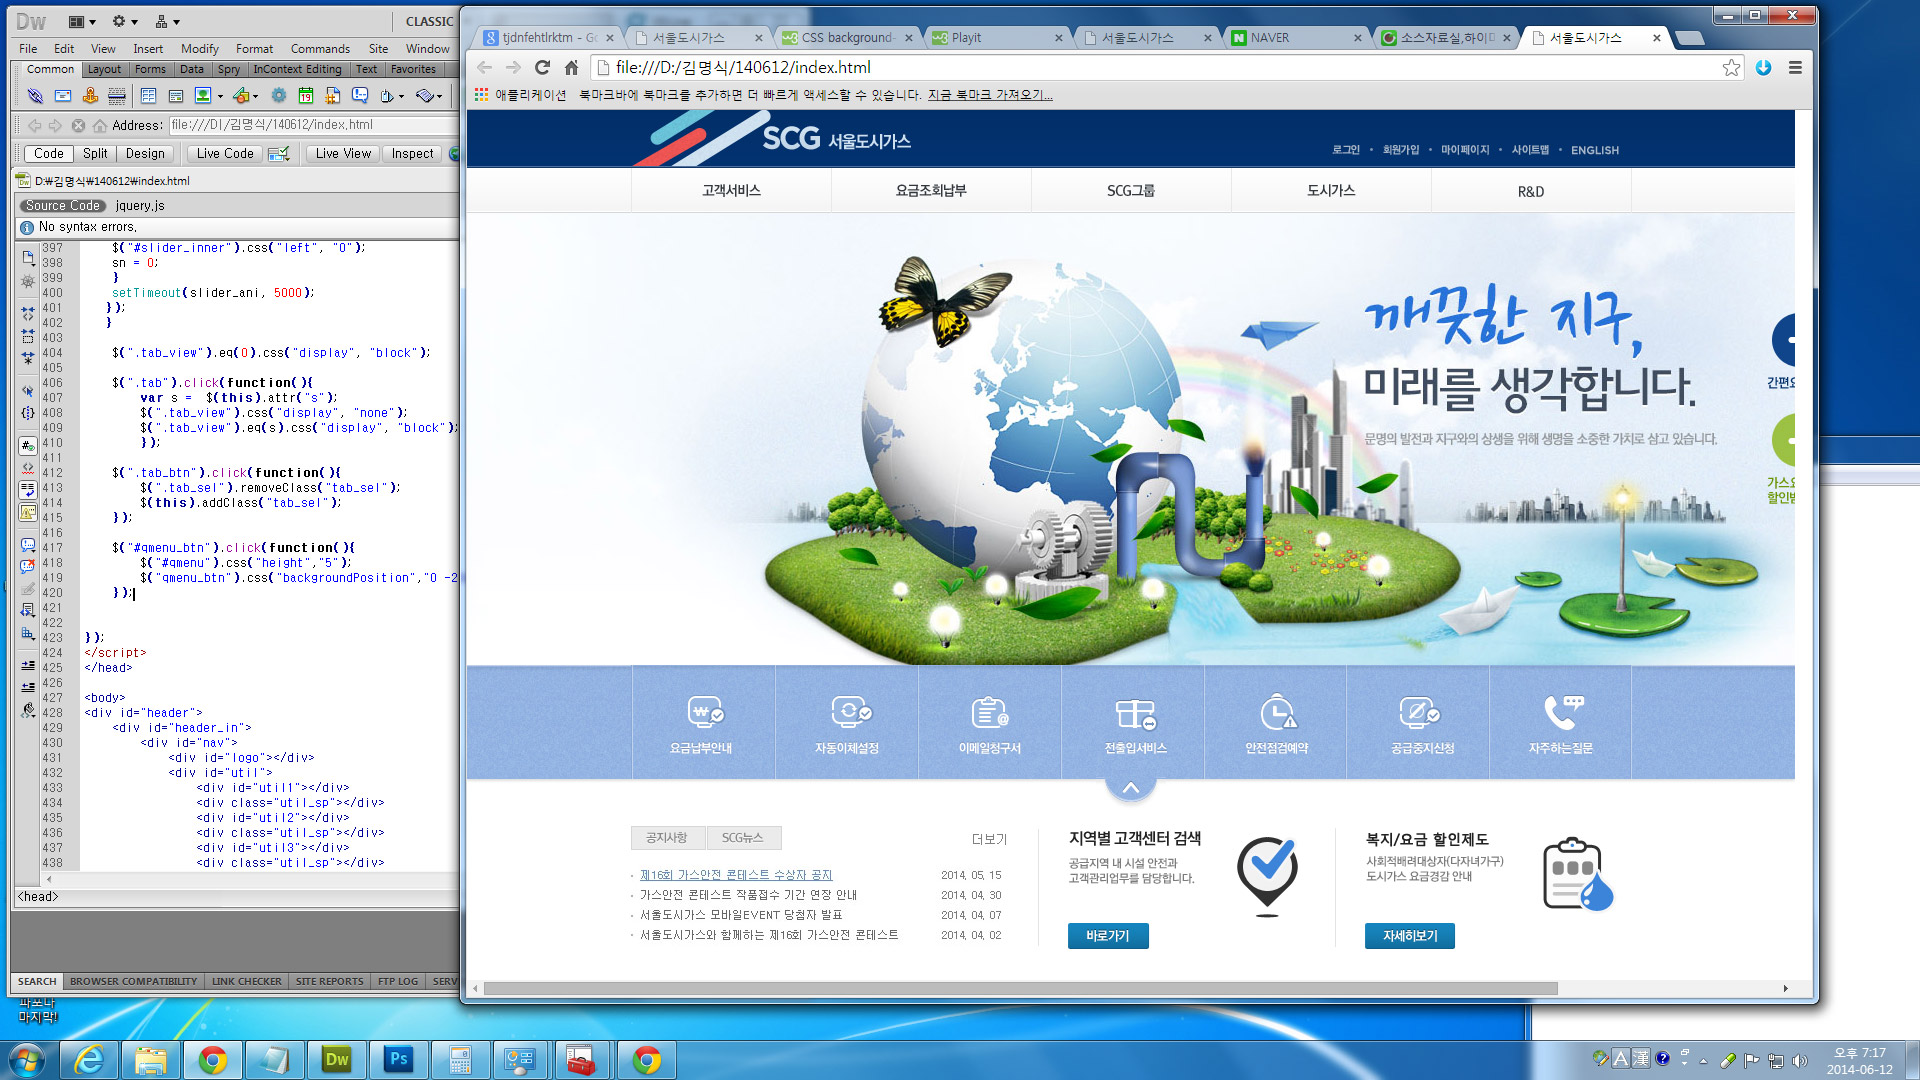 Dw
CLASSIC
File Edit View Insert Modify Format Commands Site Window
Common Layout Forms Data Spry InContext Editing Text Favorites
Address: file:///D|/김명식/140612/index.html
Code Split Design Live Code Live View Inspect
D:₩김명식₩140612₩index.html
Source Code jquery.js
No syntax errors.
397 $("#slider_inner").css("left", "0");
398 sn = 0;
399 }
400 setTimeout(slider_ani, 5000);
401 });
402 }
403
404 $(".tab_view").eq(0).css("display", "block");
405
406 $(".tab").click(function(){
407 var s = $(this).attr("s");
408 $(".tab_view").css("display", "none");
409 $(".tab_view").eq(s).css("display", "block");
410 });
411
412 $(".tab_btn").click(function(){
413 $(".tab_sel").removeClass("tab_sel");
414 $(this).addClass("tab_sel");
415 });
416
417 $("#qmenu_btn").click(function(){
418 $("#qmenu").css("height","5");
419 $("qmenu_btn").css("backgroundPosition","0 -2
420 });
421
422
423 });
424 </script>
425 </head>
426
427 <body>
428 <div id="header">
429 <div id="header_in">
430 <div id="nav">
431 <div id="logo"></div>
432 <div id="util">
433 <div id="util1"></div>
434 <div class="util_sp"></div>
435 <div id="util2"></div>
436 <div class="util_sp"></div>
437 <div id="util3"></div>
438 <div class="util_sp"></div>
<head>
SEARCH BROWSER COMPATIBILITY LINK CHECKER SITE REPORTS FTP LOG SERV
마지막!
tjdnfehtlrktm - Go 서울도시가스 CSS background- Playit 서울도시가스 NAVER 소스자료실,하이미 서울도시가스
file:///D:/김명식/140612/index.html
애플리케이션 북마크바에 북마크를 추가하면 더 빠르게 액세스할 수 있습니다. 지금 북마크 가져오기...
SCG 서울도시가스
로그인 회원가입 마이페이지 사이트맵 ENGLISH
고객서비스 요금조회납부 SCG그룹 도시가스 R&D
깨끗한 지구,
미래를 생각합니다.
문명의 발전과 지구와의 상생을 위해 생명을 소중한 가치로 삼고 있습니다.
간편
가스요
할인
요금납부안내 자동이체설정 이메일청구서 전출입서비스 안전점검예약 공급중지신청 자주하는질문
공지사항 SCG뉴스 더보기
제16회 가스안전 콘테스트 수상자 공지 2014. 05. 15
가스안전 콘테스트 작품접수 기간 연장 안내 2014. 04. 30
서울도시가스 모바일EVENT 당첨자 발표 2014. 04. 07
서울도시가스와 함께하는 제16회 가스안전 콘테스트 2014. 04. 02
지역별 고객센터 검색
공급지역 내 시설 안전과
고객관리업무를 담당합니다.
바로가기
복지/요금 할인제도
사회적배려대상자(다자녀가구)
도시가스 요금경감 안내
자세히보기
Dw Ps
A 漢
오후 7:17
2014-06-12